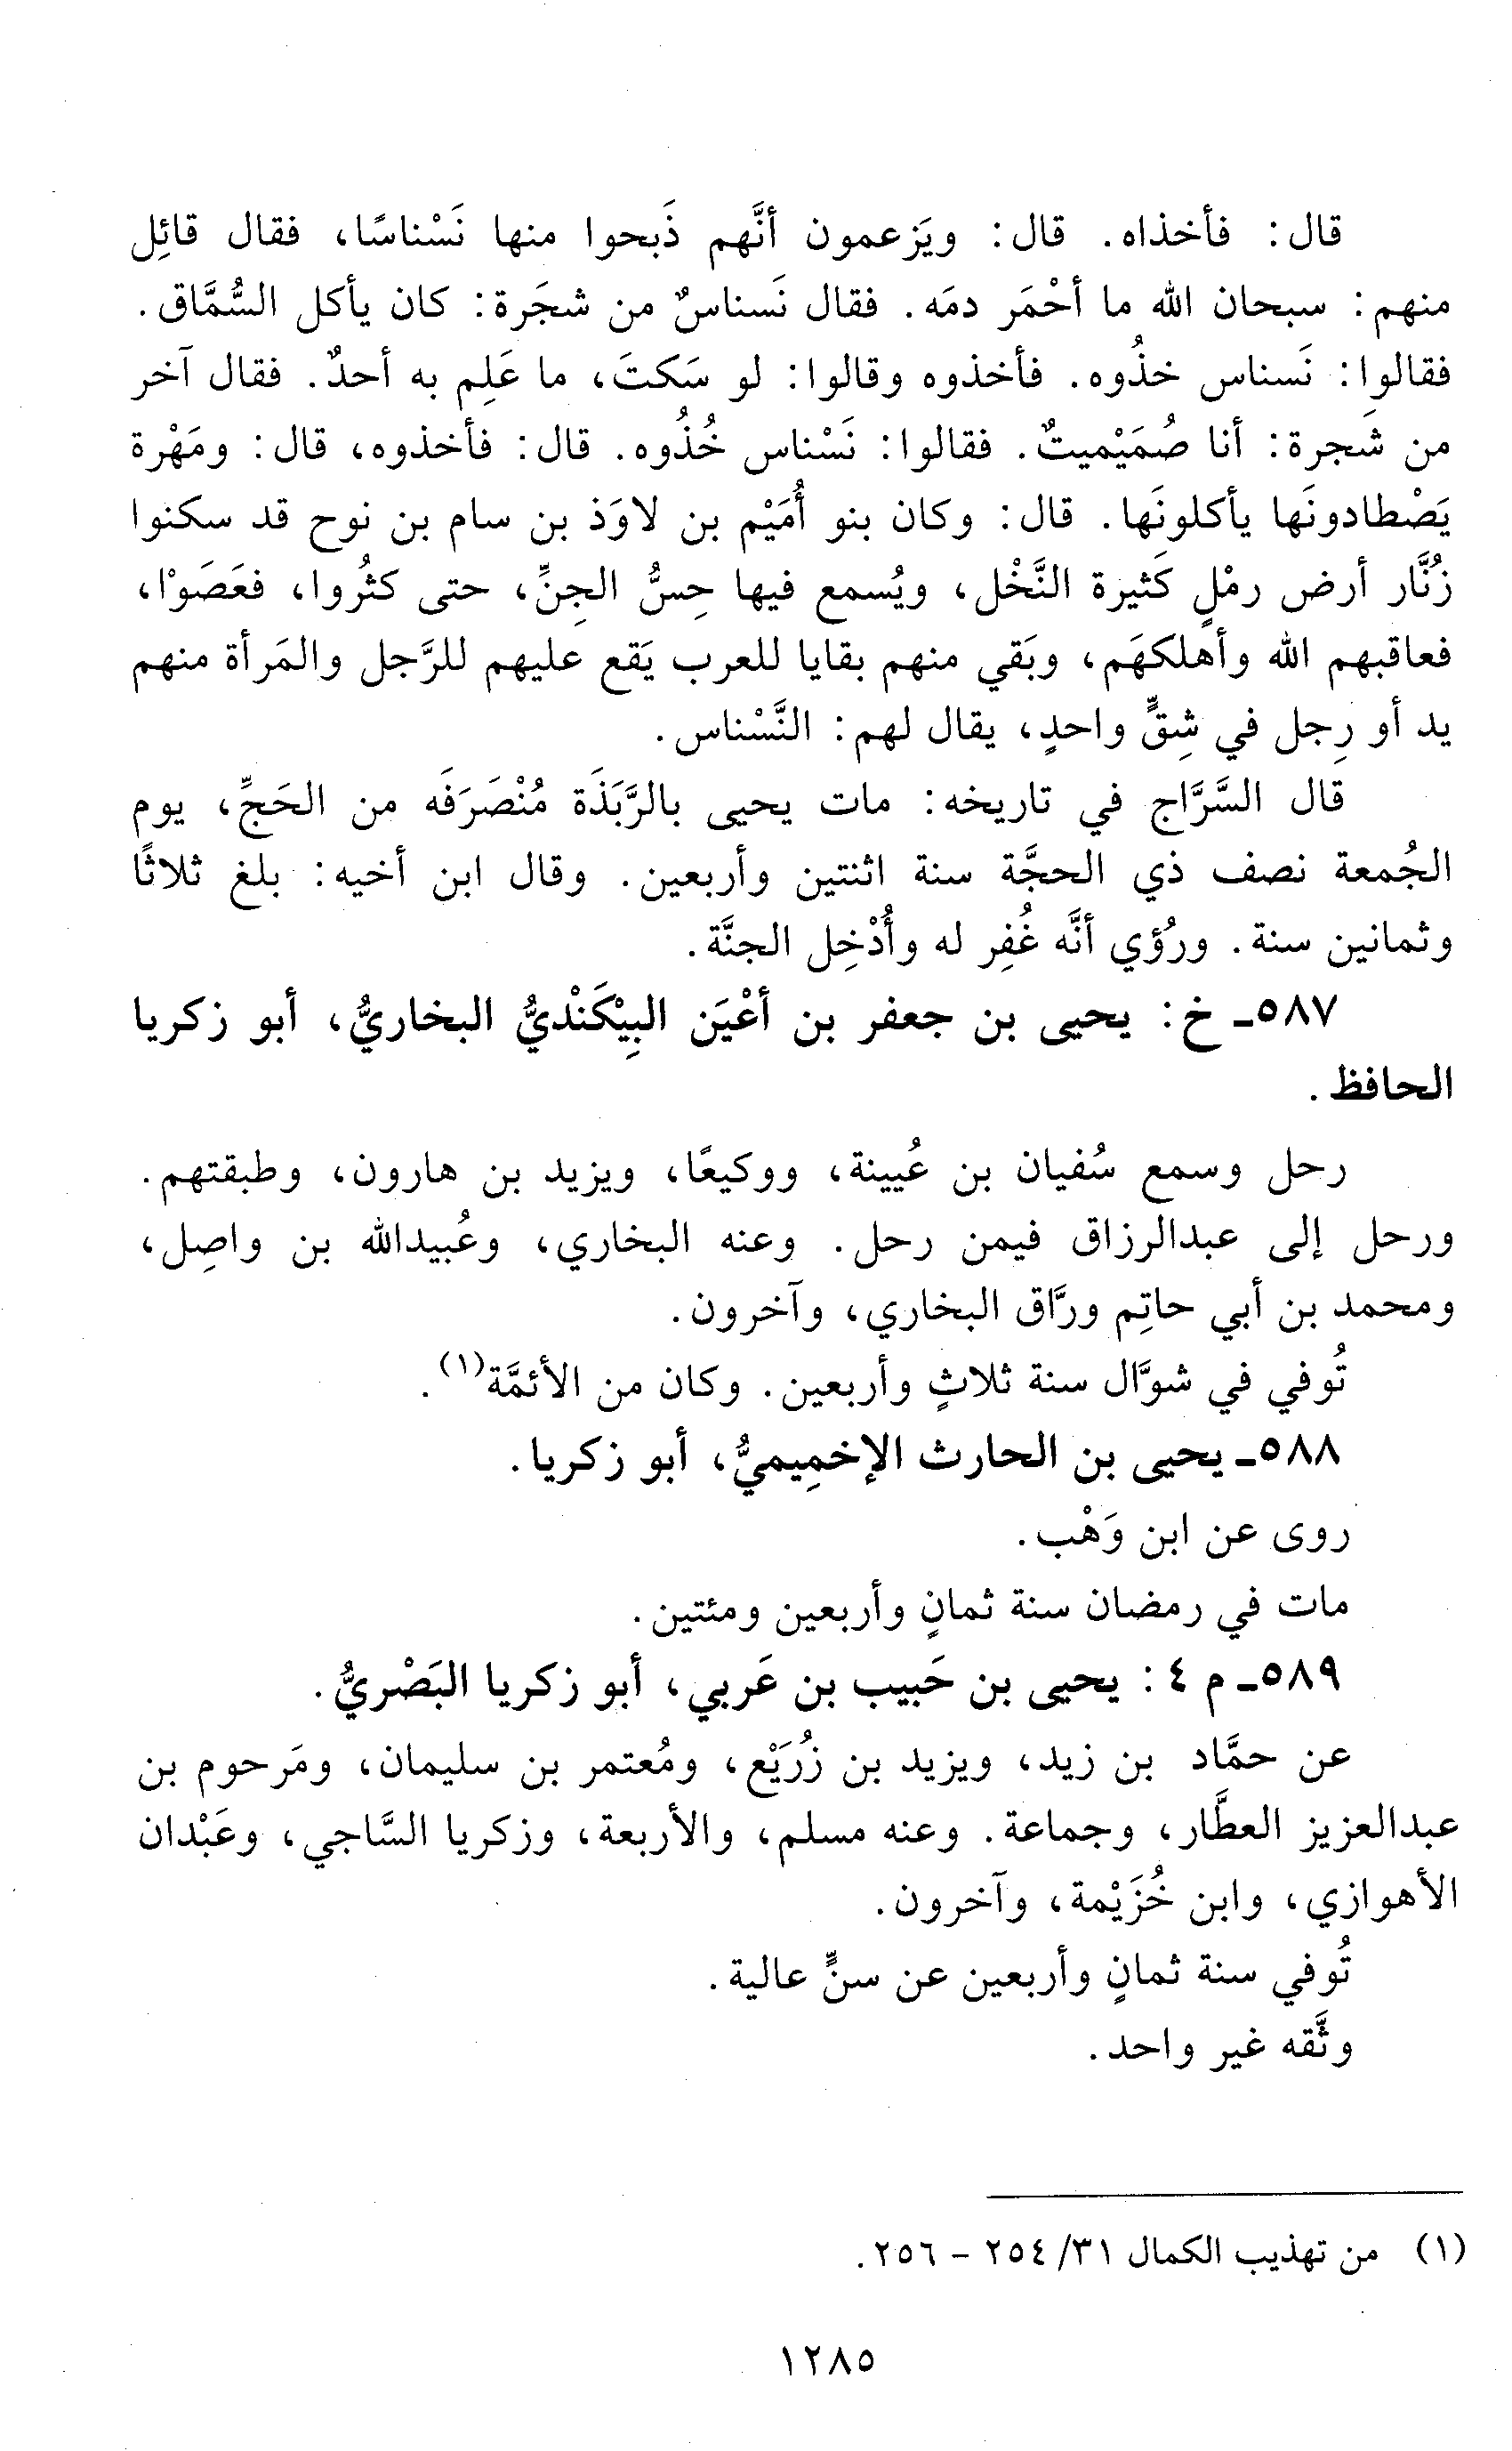 قال: فأخذاه. قال: ويَزعمون أنَّهم ذَبحوا منها نَسْناسًا، فقال قائِل
منهم: سبحان الله ما أحْمَر دمَه. فقال نَسناسٌ من شجَرة: كان يأكل السُّمَّاق.
فقالوا: نَسناس خذُوه. فأخذوه وقالوا: لو سَكتَ، ما عَلِم به أحدٌ. فقال آخر
من شَجرة: أنا صُمَيْميتٌ. فقالوا: نَسْناس خُذُوه. قال: فأخذوه، قال: ومَهْرة
يَصْطادونَها يأكلونَها. قال: وكان بنو أُمَيْم بن لاوَذ بن سام بن نوح قد سكنوا
زُنَّار أرض رمْلٍ كَثيرة النَّخْل، ويُسمع فيها حِسُّ الجِنِّ، حتى كثُروا، فعَصَوْا،
فعاقبهم الله وأهلكهَم، وبَقي منهم بقايا للعرب يَقع عليهم للرَّجل والمَرأة منهم
يد أو رِجل في شِقٍّ واحدٍ، يقال لهم: النَّسْناس.
قال السَّرَّاج في تاريخه: مات يحيى بالرَّبَذَة مُنْصَرَفَه من الحَجِّ، يوم
الجُمعة نصف ذي الحجَّة سنة اثنتين وأربعين. وقال ابن أخيه: بلغ ثلاثًا
وثمانين سنة. ورُؤي أنَّه غُفِر له وأُدْخِل الجنَّة.
٥٨٧ـ خ: يحيى بن جعفر بن أعْيَن البِيْكَنْديُّ البخاريُّ، أبو زكريا
الحافظ.
رحل وسمع سُفيان بن عُيينة، ووكيعًا، ويزيد بن هارون، وطبقتهم.
ورحل إلى عبدالرزاق فيمن رحل. وعنه البخاري، وعُبيدالله بن واصِل،
ومحمد بن أبي حاتِم ورَّاق البخاري، وآخرون.
تُوفي في شوَّال سنة ثلاثٍ وأربعين. وكان من الأئمَّة(١).
٥٨٨ـ يحيى بن الحارث الإخمِيميُّ، أبو زكريا.
روى عن ابن وَهْب.
مات في رمضان سنة ثمانٍ وأربعين ومئتين.
٥٨٩ـ م ٤: يحيى بن حَبيب بن عَربي، أبو زكريا البَصْريُّ.
عن حمَّاد بن زيد، ويزيد بن زُرَيْع، ومُعتمر بن سليمان، ومَرحوم بن
عبدالعزيز العطَّار، وجماعة. وعنه مسلم، والأربعة، وزكريا السَّاجي، وعَبْدان
الأهوازي، وابن خُزَيْمة، وآخرون.
تُوفي سنة ثمانٍ وأربعين عن سنٍّ عالية.
وثَّقه غير واحد.
(١) من تهذيب الكمال ٣١/ ٢٥٤ - ٢٥٦.
١٢٨٥